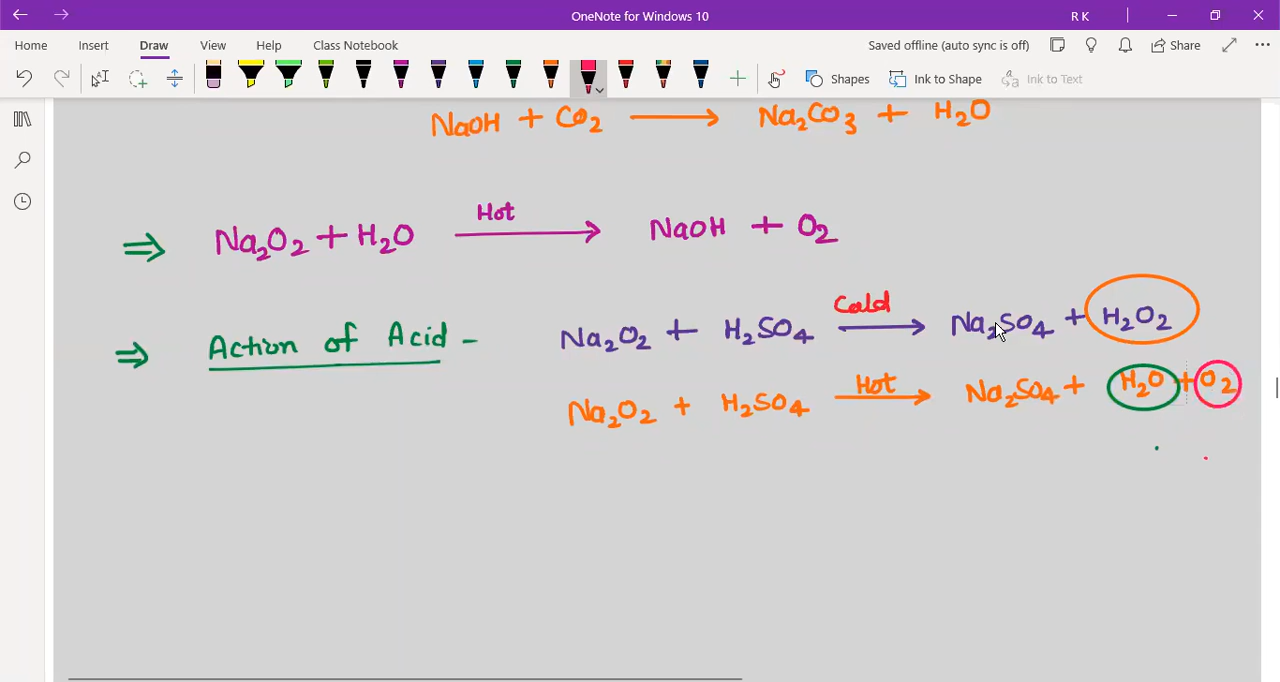 OneNote for Windows 10
R K
Home Insert Draw View Help Class Notebook
Saved offline (auto sync is off) Share
Shapes Ink to Shape Ink to Text
NaOH + CO₂ → Na₂CO₃ + H₂O
⇒ Na₂O₂ + H₂O Hot → NaOH + O₂
⇒ Action of Acid - Na₂O₂ + H₂SO₄ Cold → Na₂SO₄ + H₂O₂
Na₂O₂ + H₂SO₄ Hot → Na₂SO₄ + H₂O + O₂